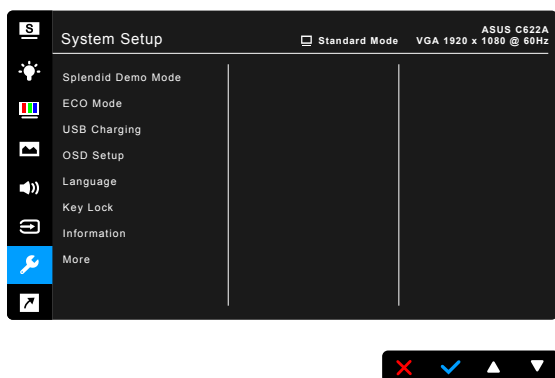 S
System Setup
Standard Mode
ASUS C622A
VGA 1920 x 1080 @ 60Hz
Splendid Demo Mode
ECO Mode
USB Charging
OSD Setup
Language
Key Lock
Information
More